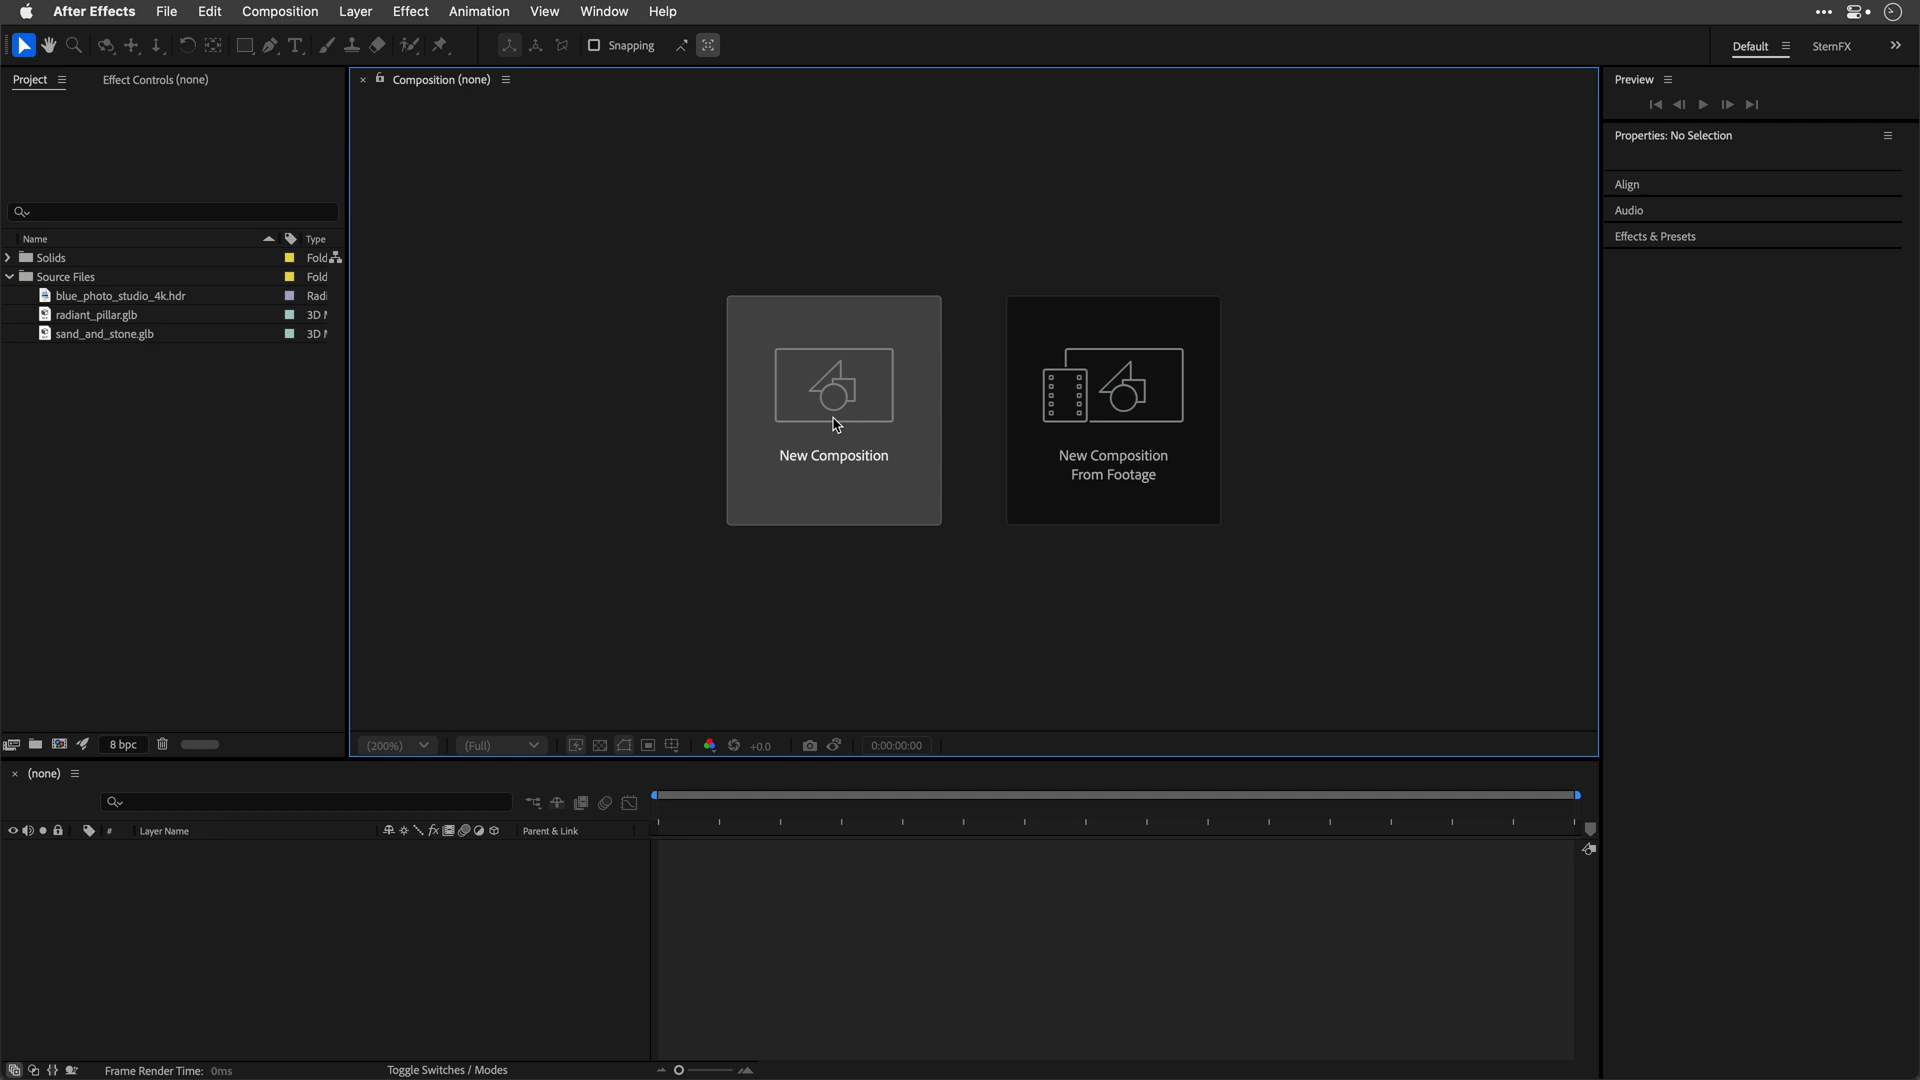 After Effects File Edit Composition Layer Effect Animation View Window Help
Snapping
Default SternFX
Project
Effect Controls (none)
Composition (none)
Preview
Properties: No Selection
Align
Audio
Effects & Presets
Name Type
Solids Fold
Source Files Fold
blue_photo_studio_4k.hdr Radi
radiant_pillar.glb 3D
sand_and_stone.glb 3D
New Composition
New Composition
From Footage
8 bpc
(200%) (Full) +0.0 0:00:00:00
(none)
# Layer Name fx Parent & Link
Frame Render Time: 0ms Toggle Switches / Modes